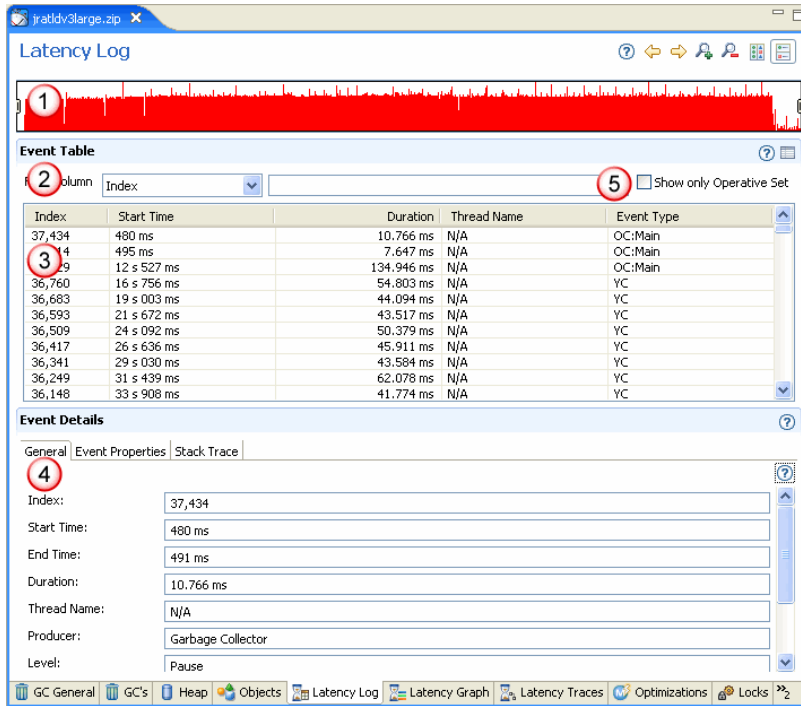 jratldv3large.zip
Latency Log
1
Event Table
2 olumn Index 5 Show only Operative Set
Index Start Time Duration Thread Name Event Type
37,434 480 ms 10.766 ms N/A OC:Main
14 495 ms 7.647 ms N/A OC:Main
3 29 12 s 527 ms 134.946 ms N/A OC:Main
36,760 16 s 756 ms 54.803 ms N/A YC
36,683 19 s 003 ms 44.094 ms N/A YC
36,593 21 s 672 ms 43.517 ms N/A YC
36,509 24 s 092 ms 50.379 ms N/A YC
36,417 26 s 636 ms 45.911 ms N/A YC
36,341 29 s 030 ms 43.584 ms N/A YC
36,249 31 s 439 ms 62.078 ms N/A YC
36,148 33 s 908 ms 41.774 ms N/A YC
Event Details
General Event Properties Stack Trace
4
Index: 37,434
Start Time: 480 ms
End Time: 491 ms
Duration: 10.766 ms
Thread Name: N/A
Producer: Garbage Collector
Level: Pause
GC General GC's Heap Objects Latency Log Latency Graph Latency Traces Optimizations Locks »2